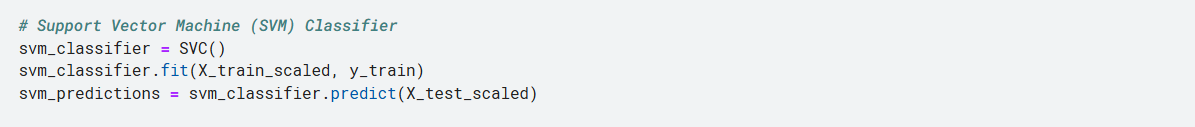 # Support Vector Machine (SVM) Classifier
svm_classifier = SVC()
svm_classifier.fit(X_train_scaled, y_train)
svm_predictions = svm_classifier.predict(X_test_scaled)